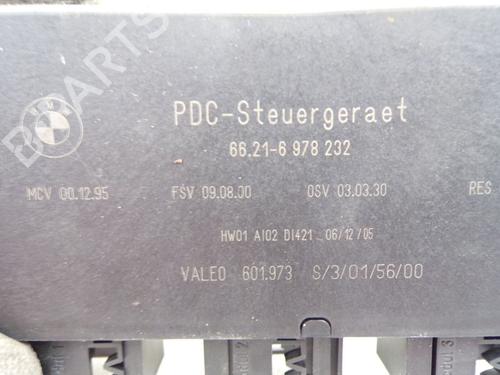 BMW
PDC-Steuergeraet
66.21-6 978 232
MCV 00.12.95 FSV 09.08.00 OSV 03.03.30 RES
HW01 AI02 DI421 06/12/05
VALEO 601.973 S/3/01/56/00